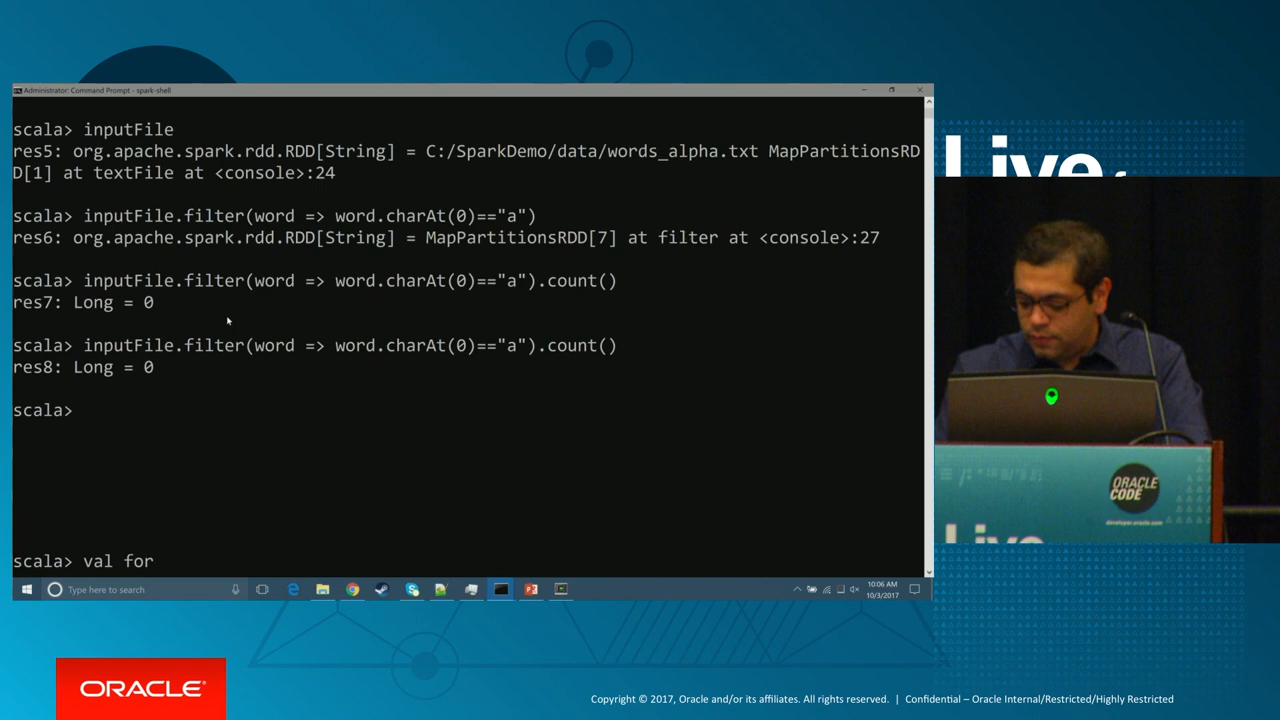 Live
Administrator: Command Prompt - spark-shell
scala> inputFile
res5: org.apache.spark.rdd.RDD[String] = C:/SparkDemo/data/words_alpha.txt MapPartitionsRD
D[1] at textFile at <console>:24
scala> inputFile.filter(word => word.charAt(0)=="a")
res6: org.apache.spark.rdd.RDD[String] = MapPartitionsRDD[7] at filter at <console>:27
scala> inputFile.filter(word => word.charAt(0)=="a").count()
res7: Long = 0
scala> inputFile.filter(word => word.charAt(0)=="a").count()
res8: Long = 0
scala>
scala> val for
Type here to search
10:06 AM
10/3/2017
ORACLE
CODE
developer.oracle.com
Live
ORACLE®
Copyright © 2017, Oracle and/or its affiliates. All rights reserved. | Confidential – Oracle Internal/Restricted/Highly Restricted